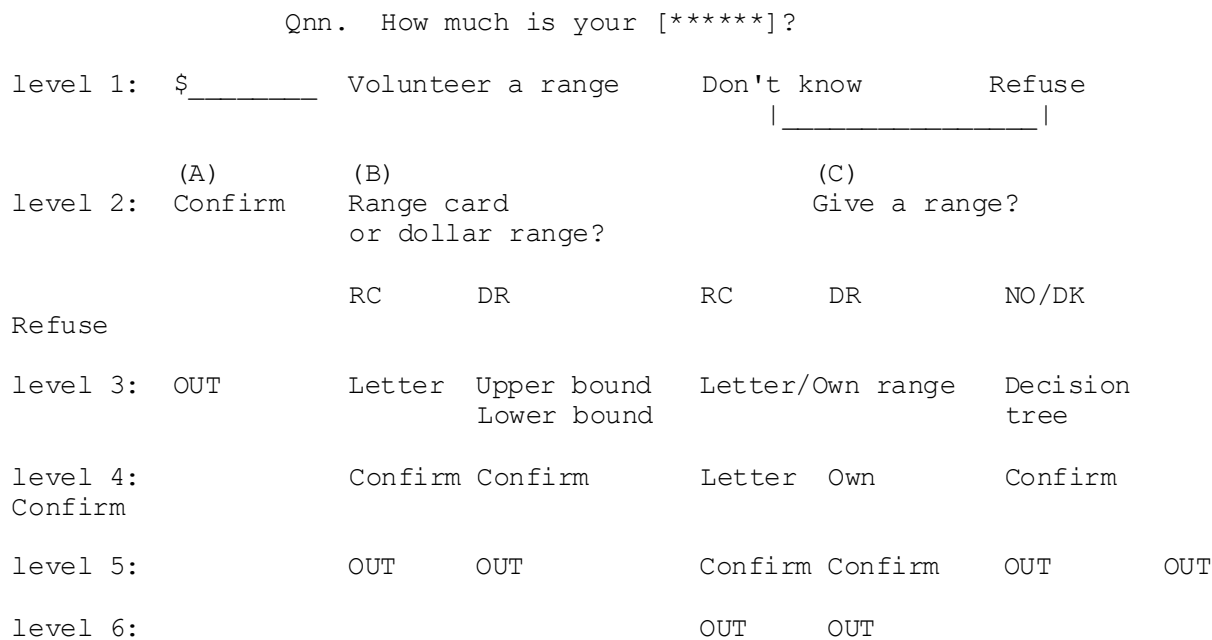 Qnn. How much is your [******]?
level 1: $________ Volunteer a range Don't know Refuse
|________________|
(A) (B) (C)
level 2: Confirm Range card Give a range?
or dollar range?
RC DR RC DR NO/DK
Refuse
level 3: OUT Letter Upper bound Letter/Own range Decision
Lower bound tree
level 4: Confirm Confirm Letter Own Confirm
Confirm
level 5: OUT OUT Confirm Confirm OUT OUT
level 6: OUT OUT